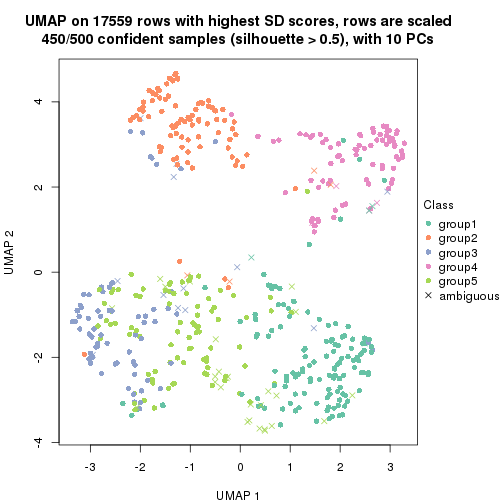 UMAP on 17559 rows with highest SD scores, rows are scaled
450/500 confident samples (silhouette > 0.5), with 10 PCs
4
2
0
-2
-4
UMAP 2
-3 -2 -1 0 1 2 3
UMAP 1
Class
group1
group2
group3
group4
group5
ambiguous